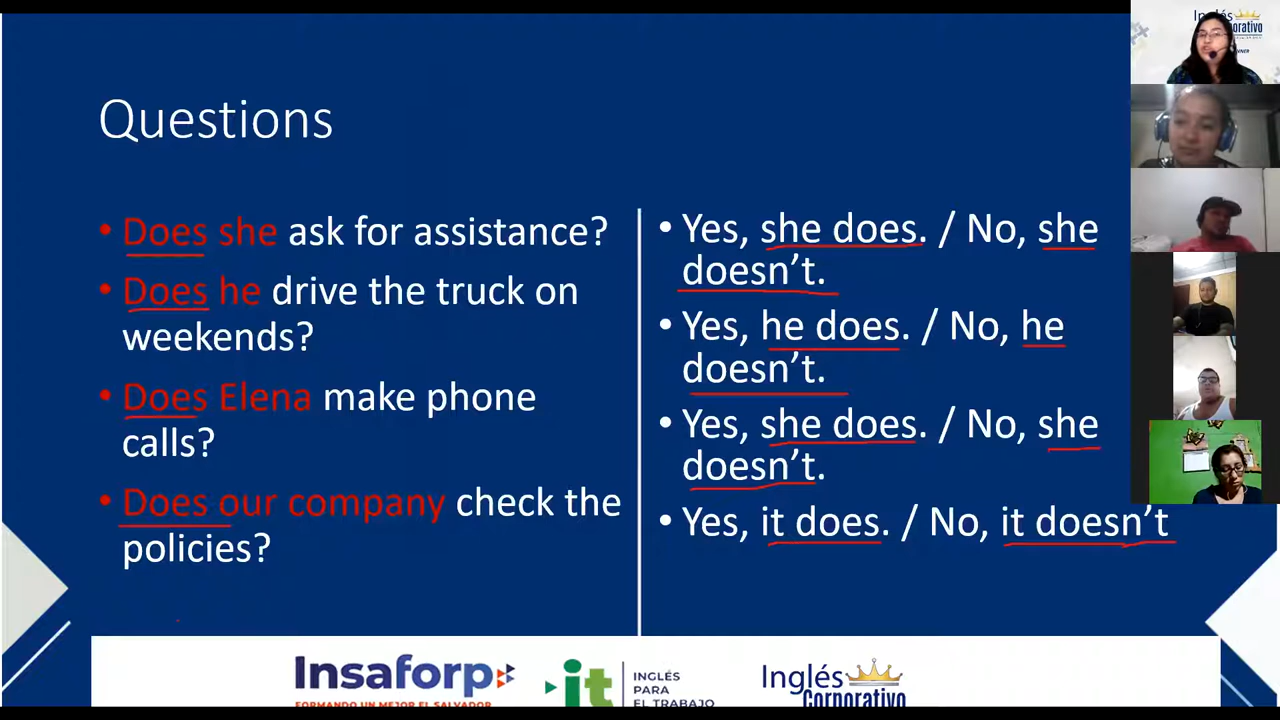 Questions
• Does she ask for assistance?
• Does he drive the truck on
weekends?
• Does Elena make phone
calls?
• Does our company check the
policies?
• Yes, she does. / No, she
doesn’t.
• Yes, he does. / No, he
doesn’t.
• Yes, she does. / No, she
doesn’t.
• Yes, it does. / No, it doesn’t
Insaforp
FORMANDO UN MEJOR EL SALVADOR
it
INGLÉS
PARA
EL TRABAJO
Inglés
Corporativo